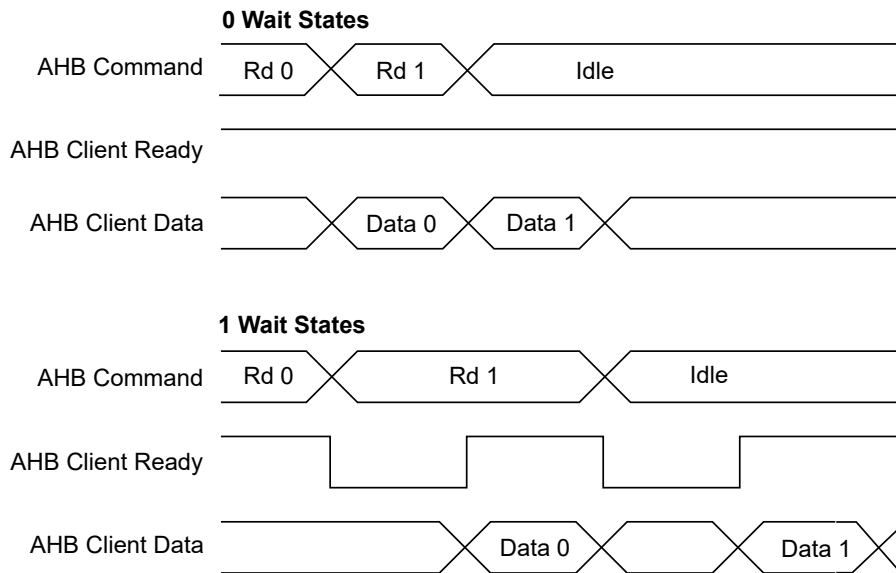 0 Wait States
AHB Command Rd 0 Rd 1 Idle
AHB Client Ready
AHB Client Data Data 0 Data 1
1 Wait States
AHB Command Rd 0 Rd 1 Idle
AHB Client Ready
AHB Client Data Data 0 Data 1